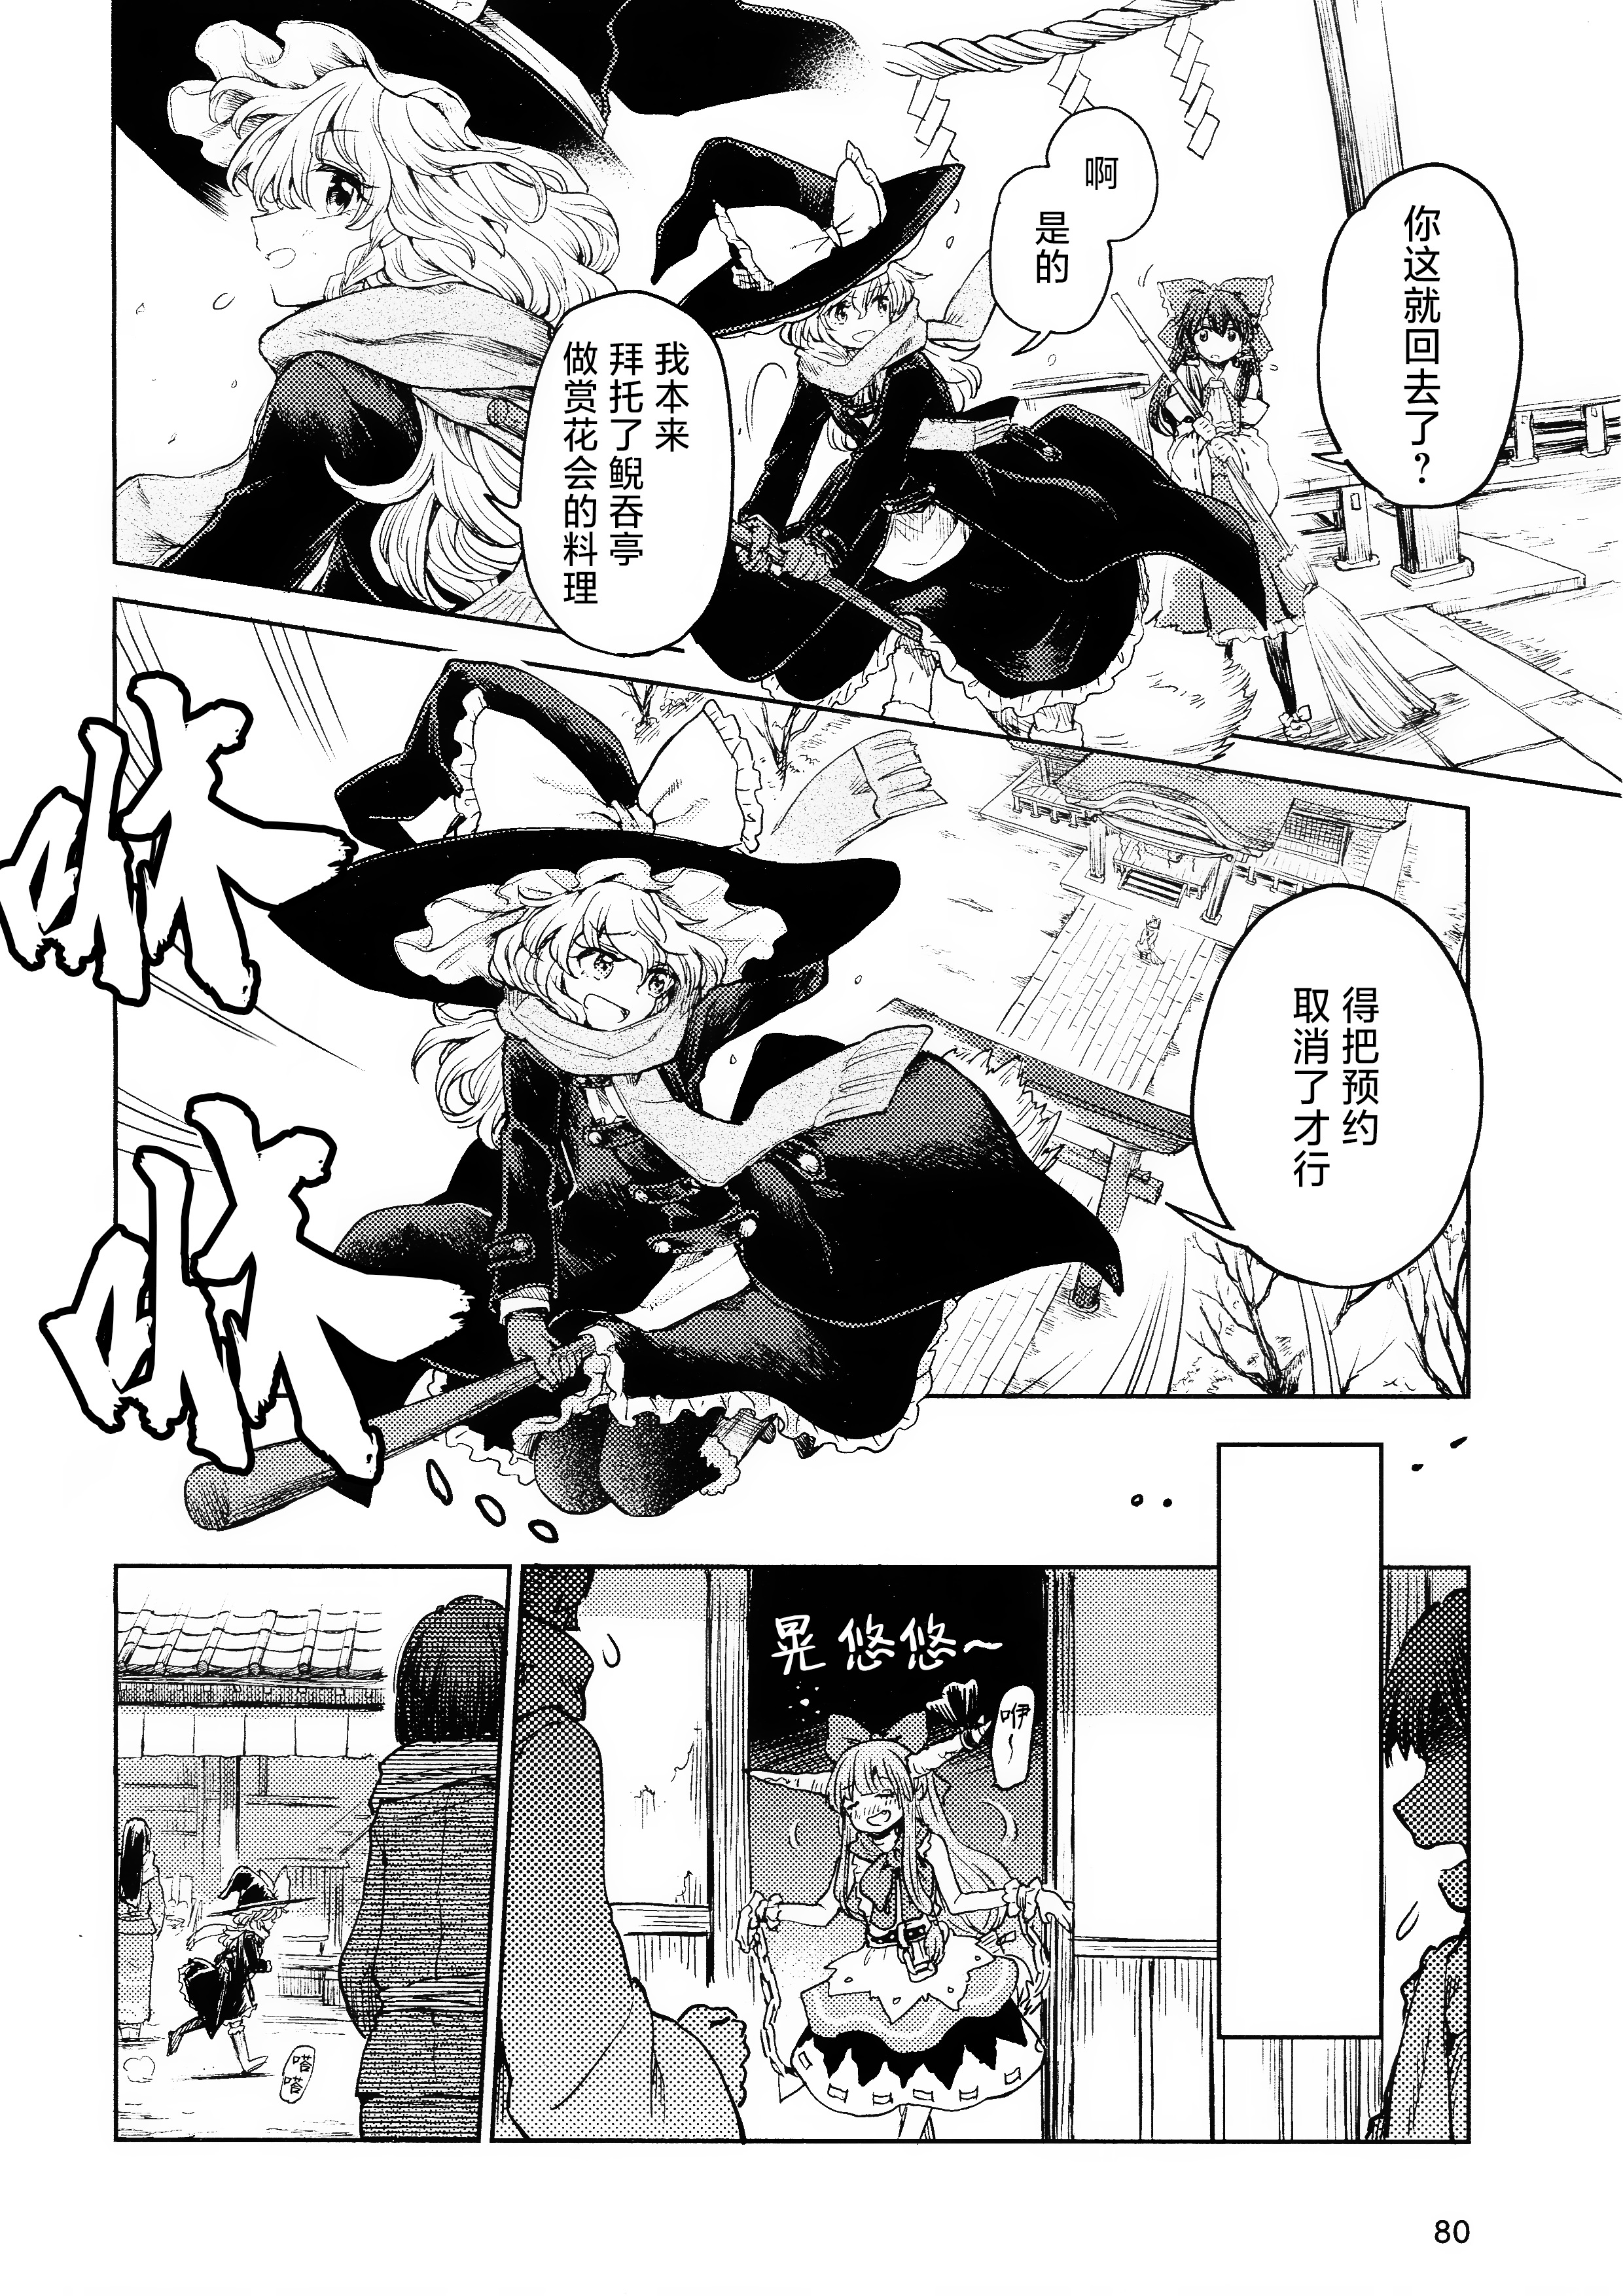 你这就回去了？
啊
是的
我本来
拜托了鲵吞亭
做赏花会的料理
得把预约
取消了才行
咻
咻
晃悠悠～
咿～
嗒嗒
80